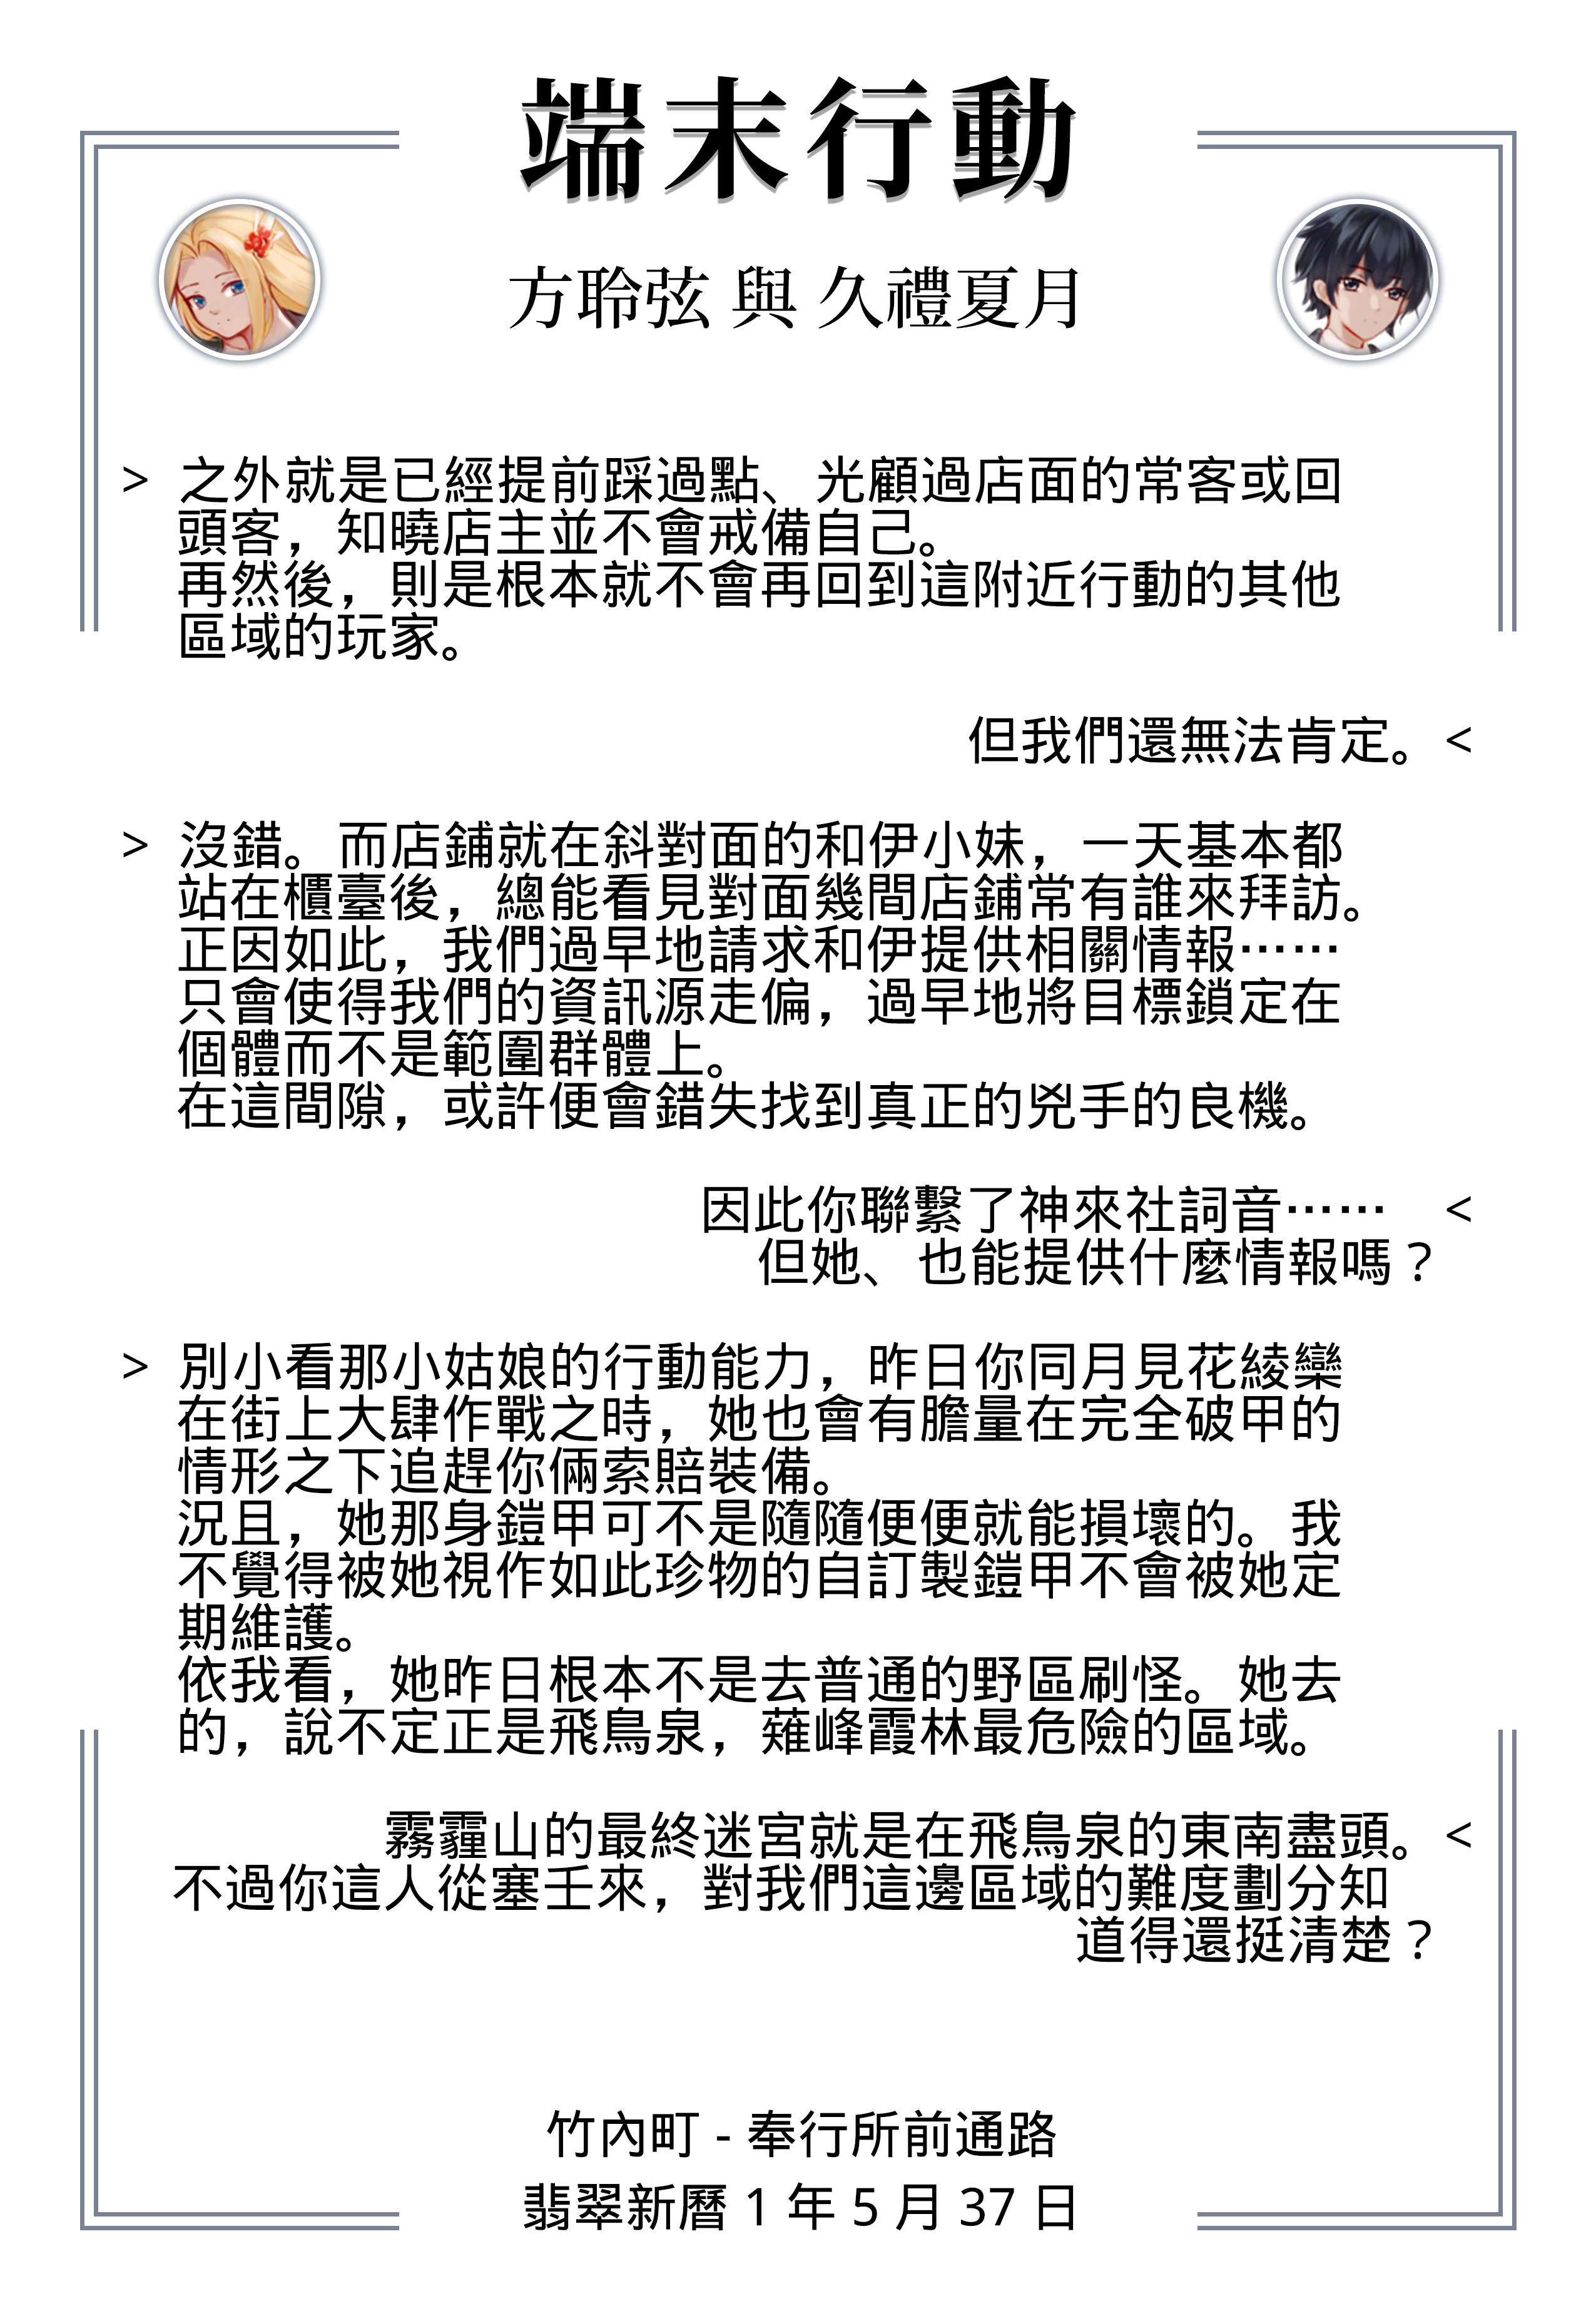 端末行動
方聆弦 與 久禮夏月
> 之外就是已經提前踩過點、光顧過店面的常客或回
頭客，知曉店主並不會戒備自己。
再然後，則是根本就不會再回到這附近行動的其他
區域的玩家。
但我們還無法肯定。 <
> 沒錯。而店鋪就在斜對面的和伊小妹，一天基本都
站在櫃臺後，總能看見對面幾間店鋪常有誰來拜訪。
正因如此，我們過早地請求和伊提供相關情報⋯⋯
只會使得我們的資訊源走偏，過早地將目標鎖定在
個體而不是範圍群體上。
在這間隙，或許便會錯失找到真正的兇手的良機。
因此你聯繫了神來社詞音⋯⋯ <
但她、也能提供什麼情報嗎？
> 別小看那小姑娘的行動能力，昨日你同月見花綾欒
在街上大肆作戰之時，她也會有膽量在完全破甲的
情形之下追趕你倆索賠裝備。
況且，她那身鎧甲可不是隨隨便便就能損壞的。我
不覺得被她視作如此珍物的自訂製鎧甲不會被她定
期維護。
依我看，她昨日根本不是去普通的野區刷怪。她去
的，說不定正是飛鳥泉，薙峰霞林最危險的區域。
霧霾山的最終迷宮就是在飛鳥泉的東南盡頭。 <
不過你這人從塞壬來，對我們這邊區域的難度劃分知
道得還挺清楚？
竹內町 - 奉行所前通路
翡翠新曆 1 年 5 月 37 日